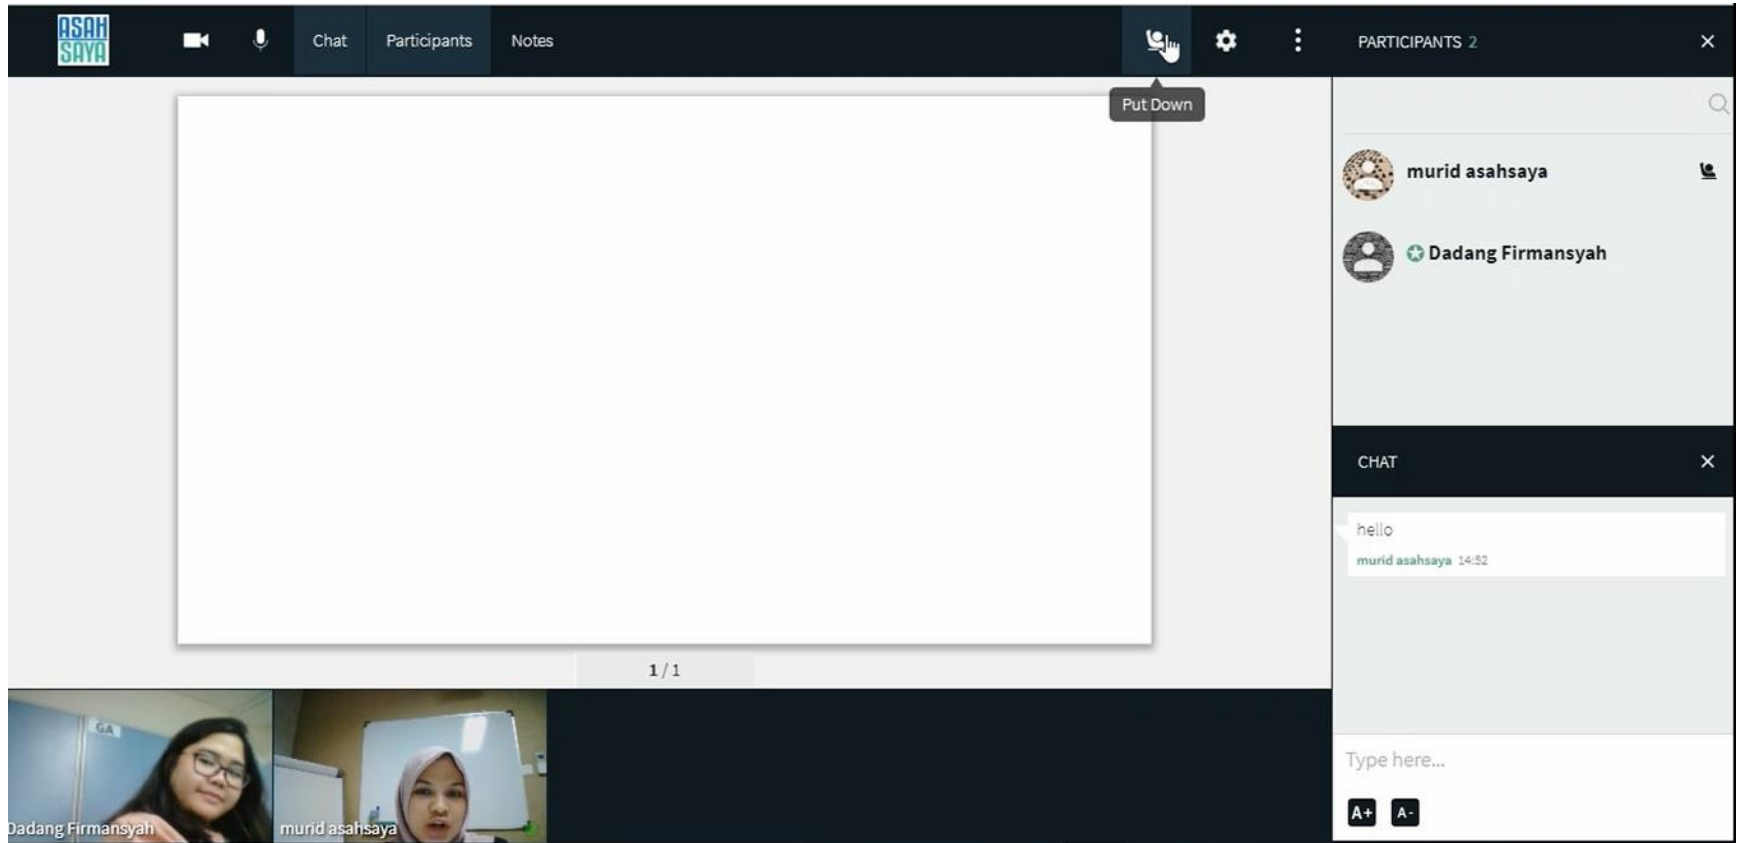 ASAH
SAYA
Chat
Participants
Notes
Put Down
PARTICIPANTS 2
murid asahsaya
Dadang Firmansyah
CHAT
hello
murid asahsaya 14:52
1 / 1
GA
Dadang Firmansyah
murid asahsaya
Type here...
A+
A-